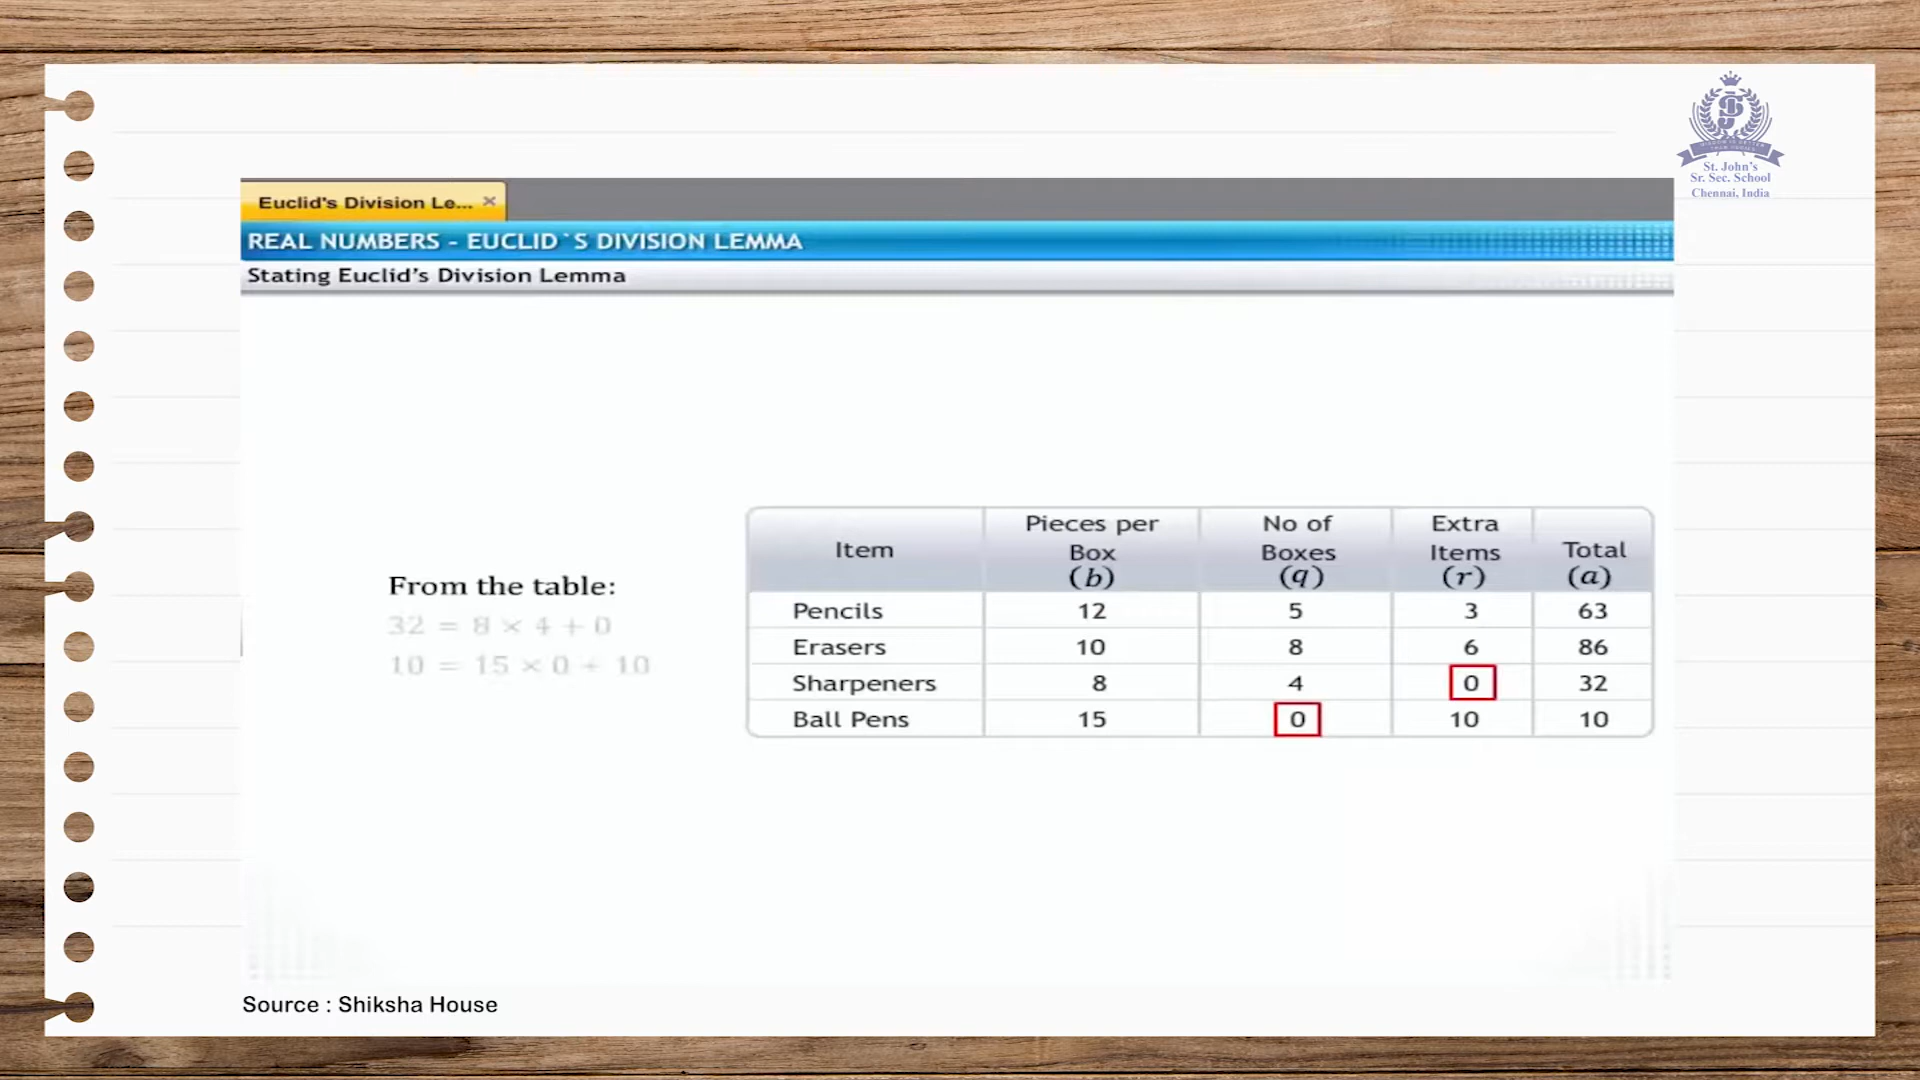 St. John's
Sr. Sec. School
Chennai, India
Euclid's Division Le... ×
REAL NUMBERS - EUCLID`S DIVISION LEMMA
Stating Euclid's Division Lemma
From the table:
32 = 8 × 4 + 0
10 = 15 × 0 + 10
Item Pieces per Box (b) No of Boxes (q) Extra Items (r) Total (a)
Pencils 12 5 3 63
Erasers 10 8 6 86
Sharpeners 8 4 0 32
Ball Pens 15 0 10 10
Source : Shiksha House